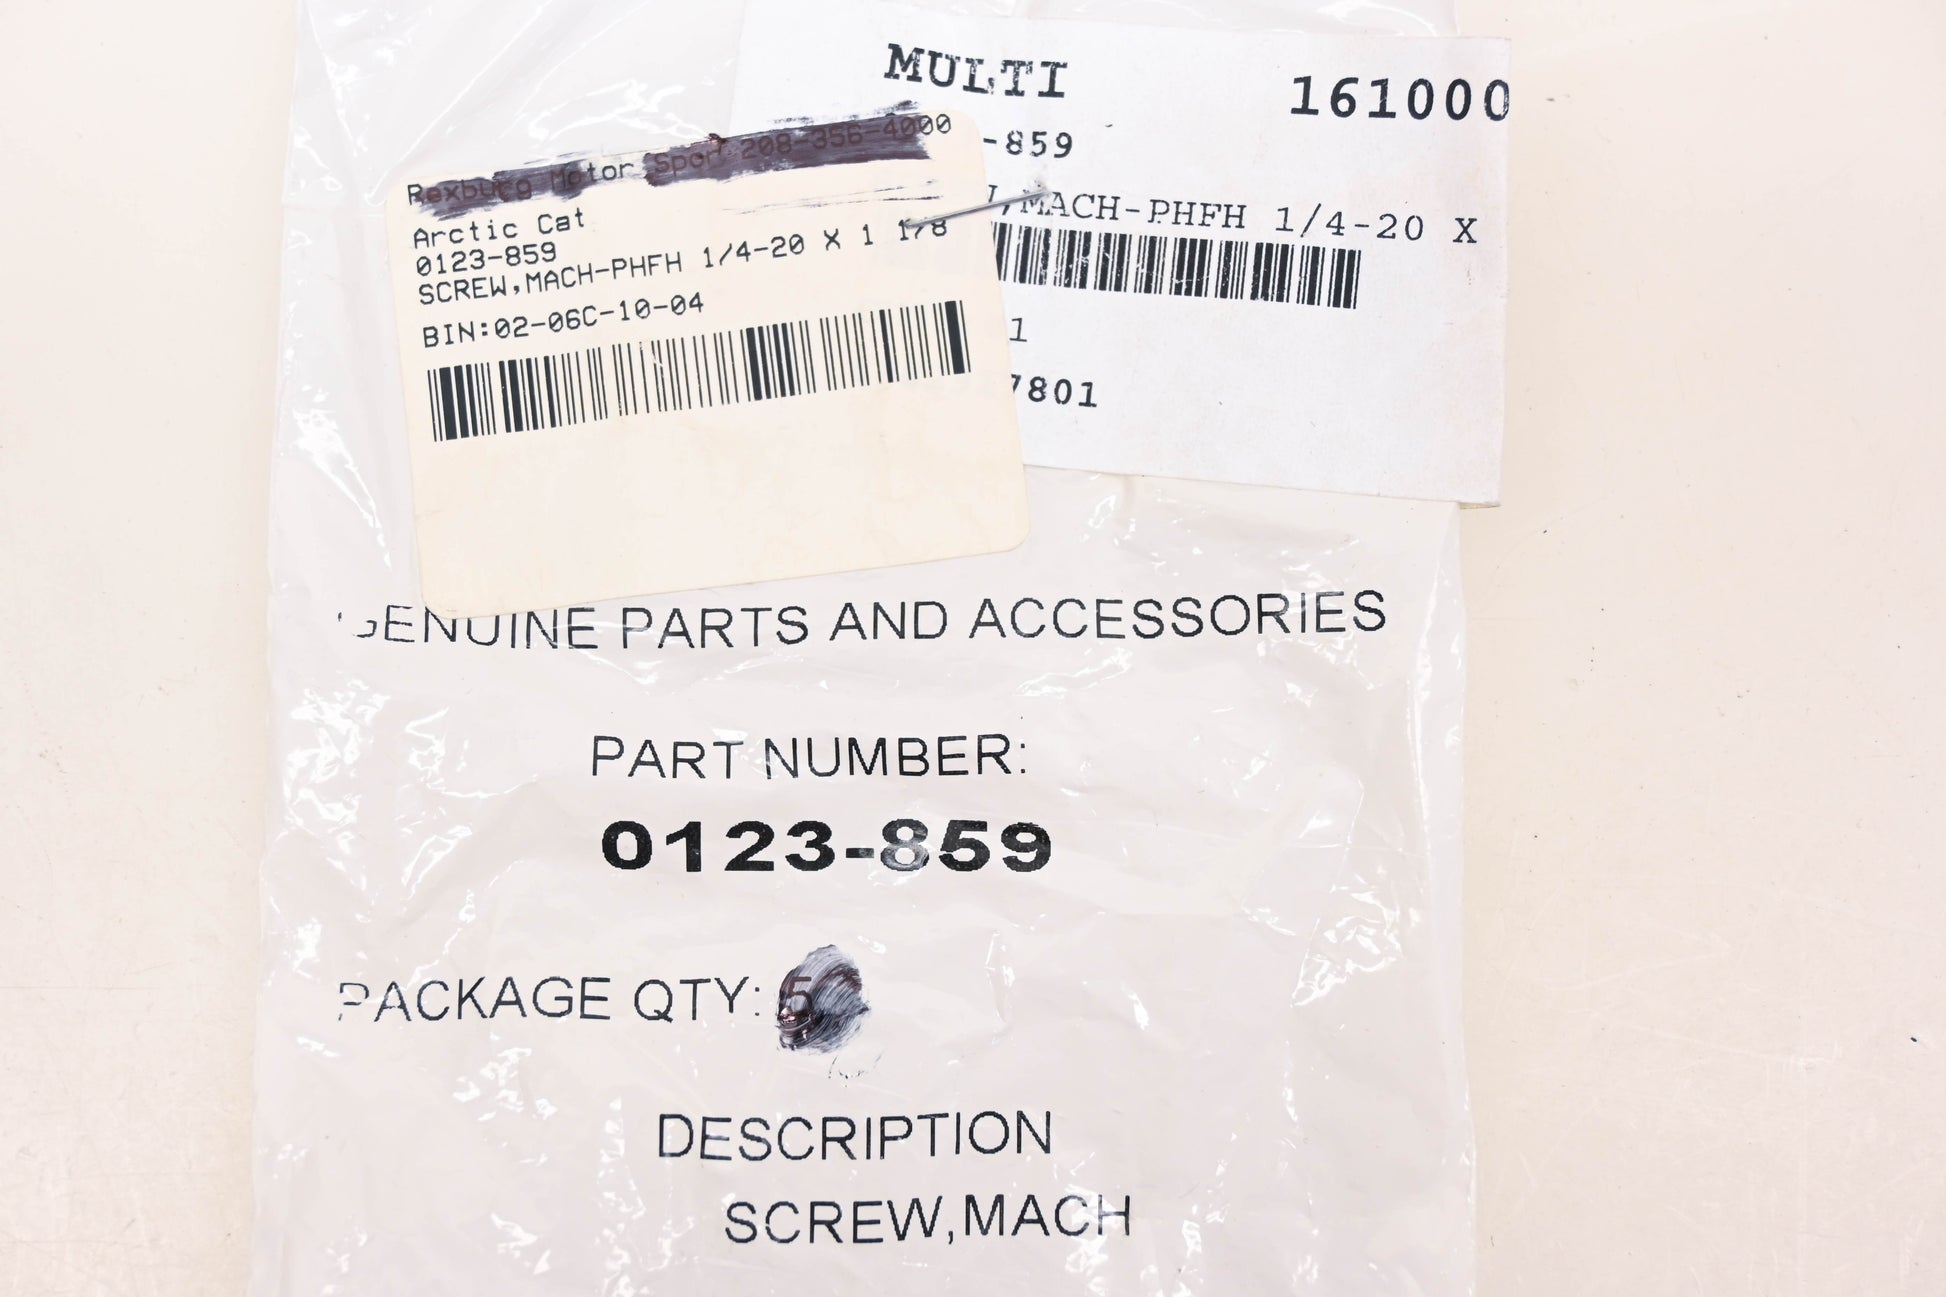 MULTI 161000
-859
,MACH-PHFH 1/4-20 X
1
7801
Rexburg Motor Sport 208-356-4000
Arctic Cat
0123-859
SCREW,MACH-PHFH 1/4-20 X 1 1/8
BIN:02-06C-10-04
GENUINE PARTS AND ACCESSORIES
PART NUMBER:
0123-859
PACKAGE QTY: 5
DESCRIPTION
SCREW,MACH